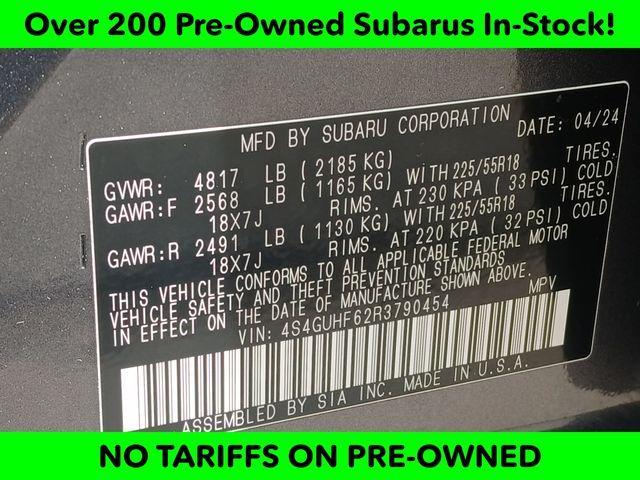 Over 200 Pre-Owned Subarus In-Stock!
MFD BY SUBARU CORPORATION DATE: 04/24
GVWR: 4817 LB ( 2185 KG)
GAWR:F 2568 LB ( 1165 KG) WITH 225/55R18 TIRES.
18X7J RIMS. AT 230 KPA ( 33 PSI) COLD
GAWR:R 2491 LB ( 1130 KG) WITH 225/55R18 TIRES.
18X7J RIMS. AT 220 KPA ( 32 PSI) COLD
THIS VEHICLE CONFORMS TO ALL APPLICABLE FEDERAL MOTOR
VEHICLE SAFETY AND THEFT PREVENTION STANDARDS
IN EFFECT ON THE DATE OF MANUFACTURE SHOWN ABOVE.
VIN: 4S4GUHF62R3790454 MPV
ASSEMBLED BY SIA INC. MADE IN U.S.A.
NO TARIFFS ON PRE-OWNED